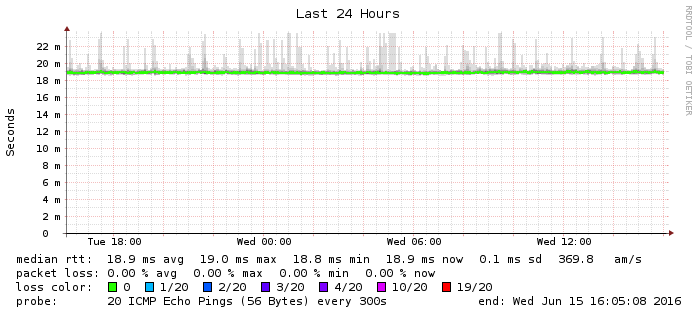 Last 24 Hours
RRDTOOL / TOBI OETIKER
Seconds
22 m
20 m
18 m
16 m
14 m
12 m
10 m
8 m
6 m
4 m
2 m
0
Tue 18:00 Wed 00:00 Wed 06:00 Wed 12:00
median rtt: 18.9 ms avg 19.0 ms max 18.8 ms min 18.9 ms now 0.1 ms sd 369.8 am/s
packet loss: 0.00 % avg 0.00 % max 0.00 % min 0.00 % now
loss color: 0 1/20 2/20 3/20 4/20 10/20 19/20
probe: 20 ICMP Echo Pings (56 Bytes) every 300s end: Wed Jun 15 16:05:08 2016